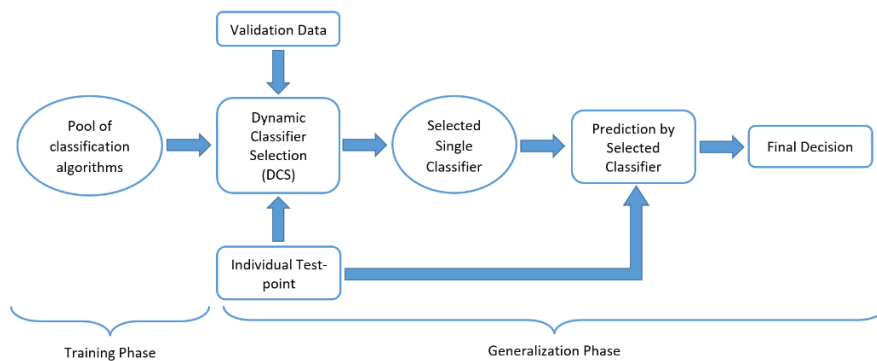 Validation Data
Pool of
classification
algorithms
Dynamic
Classifier
Selection
(DCS)
Selected
Single
Classifier
Prediction by
Selected
Classifier
Final Decision
Individual Test-
point
Training Phase
Generalization Phase